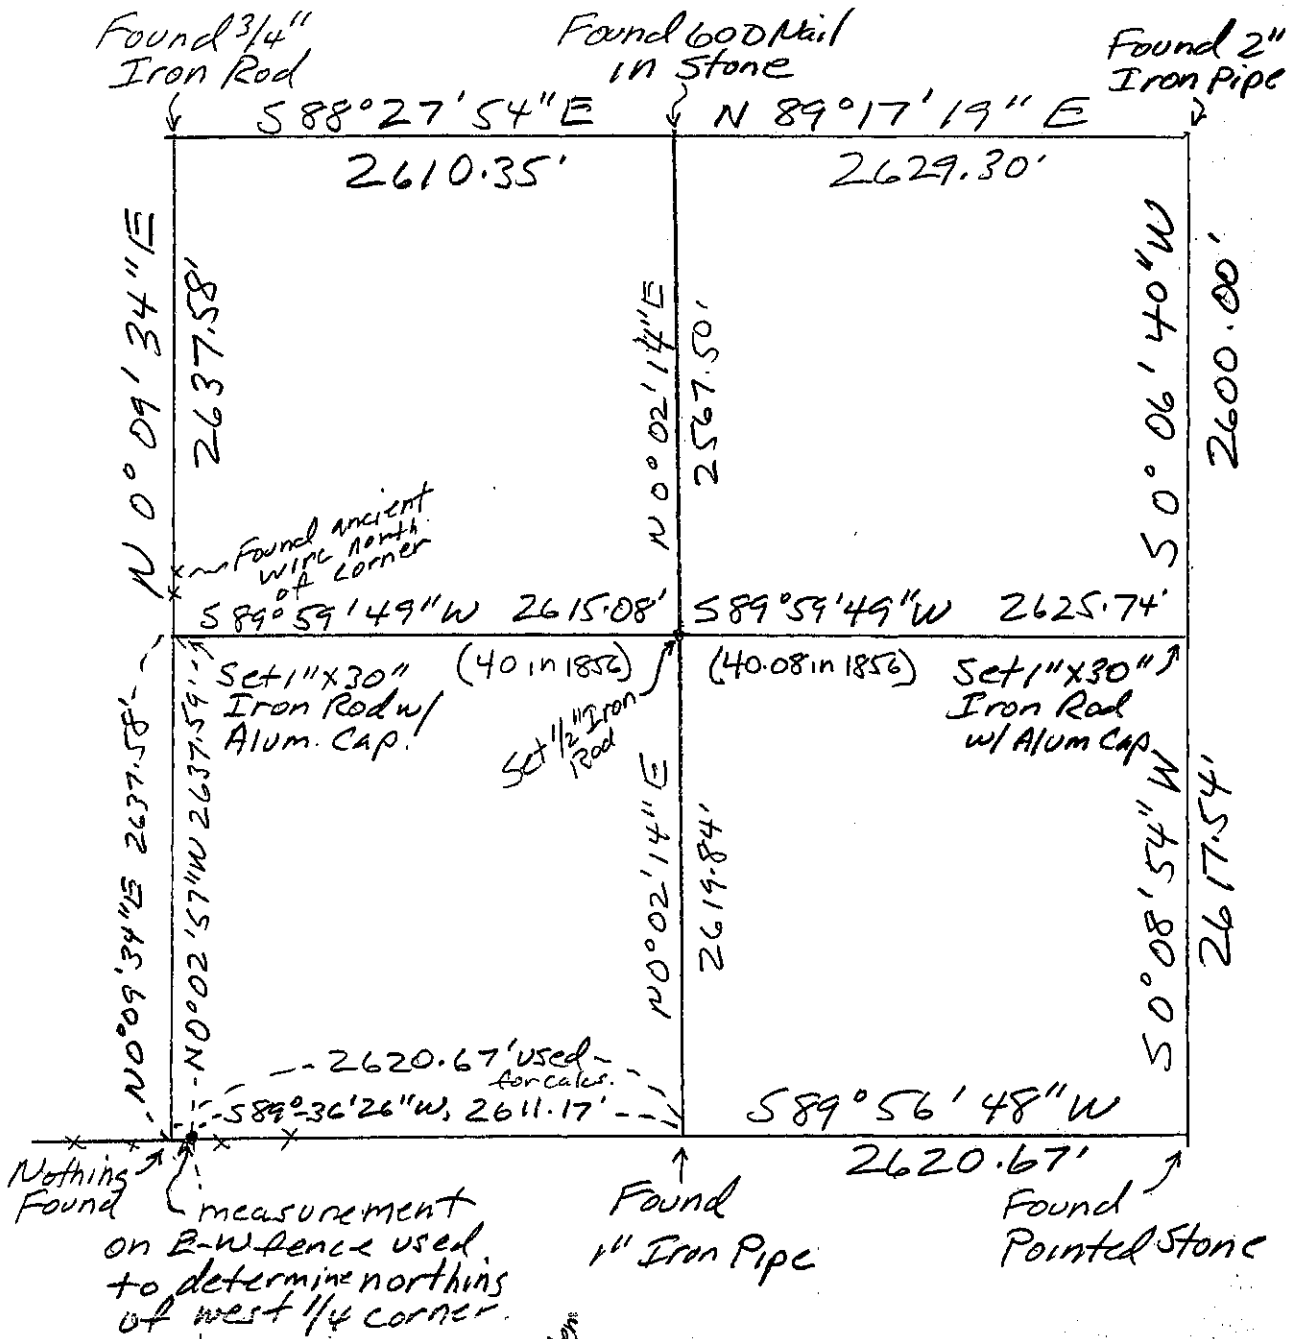 Found 3/4"
Iron Rod
Found 60D Nail
in Stone
Found 2"
Iron Pipe
S 88°27'54" E
N 89°17'19" E
2610.35'
2629.30'
N 0°09'34" E
2637.58'
N 0°02'14" E
2567.50'
S 0°06'40" W
2600.00'
Found ancient
wire north
of corner
S 89°59'49" W 2615.08'
S 89°59'49" W 2625.74'
(40 in 1856)
(40.08 in 1856)
Set 1"x30"
Iron Rod w/
Alum. Cap.
Set 1/2" Iron
Rod
Set 1"x30"
Iron Rod
w/ Alum Cap
N 0°09'34" E 2637.58'
N 0°02'57" W 2637.59'
N 0°02'14" E
2619.84'
S 0°08'54" W
2617.54'
2620.67' used
for calcs.
S 89°36'26" W, 2611.17'
S 89°56'48" W
2620.67'
Nothing
Found
measurement
on E-W fence used
to determine northing
of west 1/4 corner.
Found
1" Iron Pipe
Found
Pointed Stone